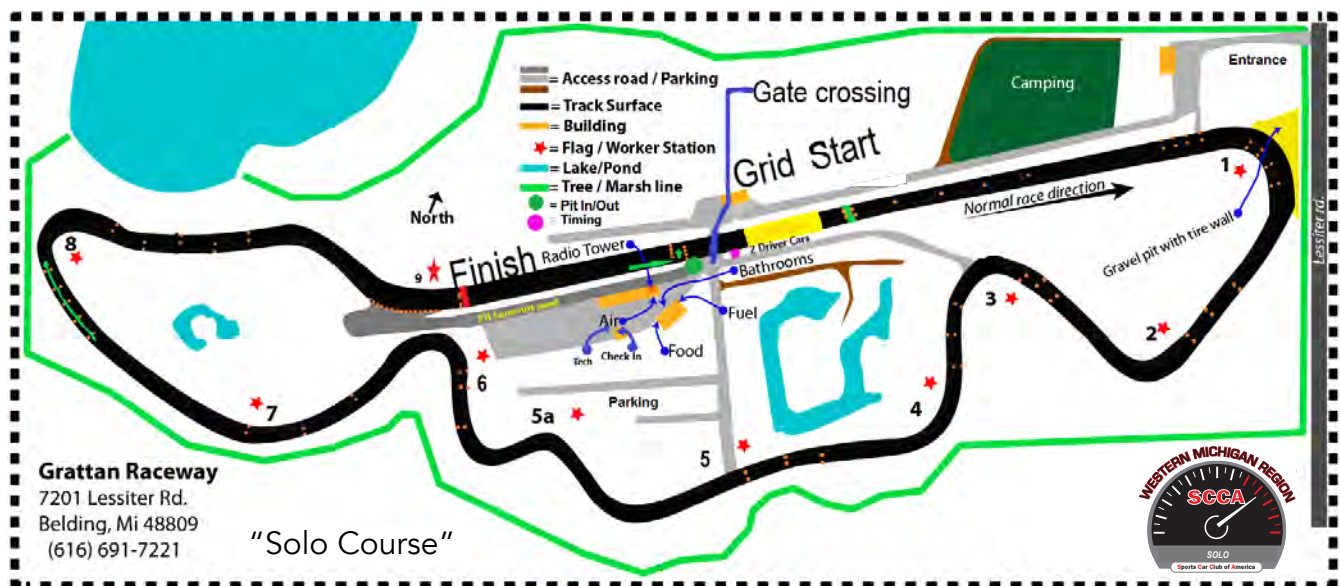 = Access road / Parking
= Track Surface
= Building
= Flag / Worker Station
= Lake/Pond
= Tree / Marsh line
= Pit In/Out
= Timing
Gate crossing
Camping
Entrance
Lessiter rd.
Grid Start
Normal race direction
1
Gravel pit with tire wall
North
8
9
Finish
Radio Tower
2 Driver Cars
Bathrooms
3
2
Air
Fuel
Tech
Check In
Food
6
4
Parking
5a
7
5
Grattan Raceway
7201 Lessiter Rd.
Belding, Mi 48809
(616) 691-7221
"Solo Course"
WESTERN MICHIGAN REGION
SCCA
SOLO
Sports Car Club of America